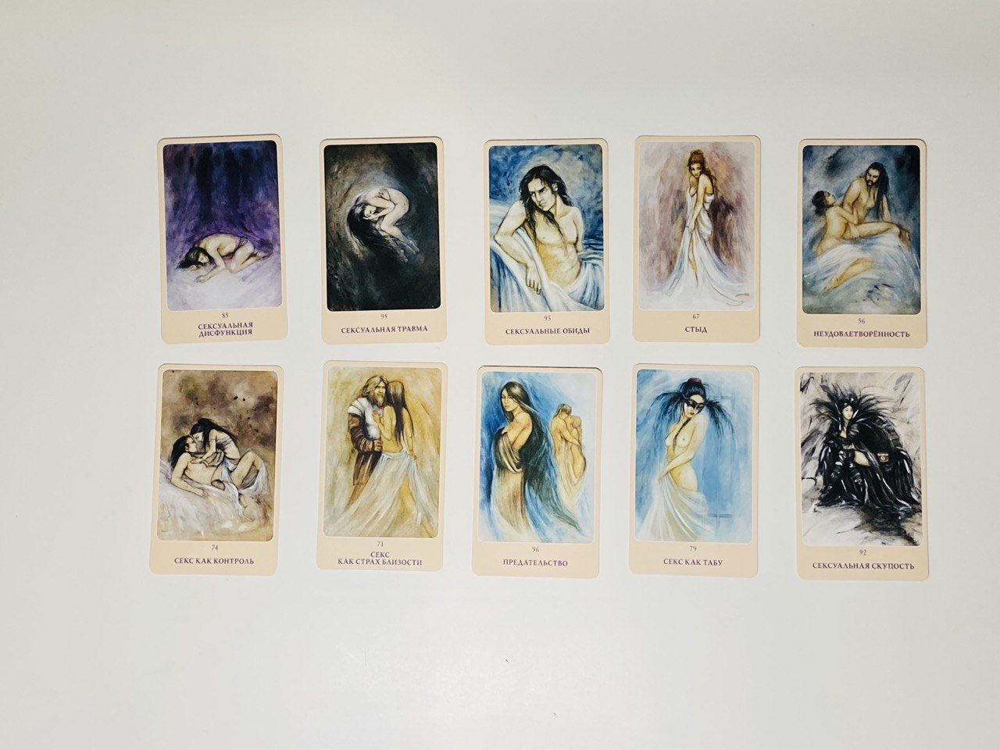 85
СЕКСУАЛЬНАЯ
ДИСФУНКЦИЯ
95
СЕКСУАЛЬНАЯ ТРАВМА
93
СЕКСУАЛЬНЫЕ ОБИДЫ
67
СТЫД
56
НЕУДОВЛЕТВОРЁННОСТЬ
74
СЕКС КАК КОНТРОЛЬ
71
СЕКС
КАК СТРАХ БЛИЗОСТИ
96
ПРЕДАТЕЛЬСТВО
79
СЕКС КАК ТАБУ
92
СЕКСУАЛЬНАЯ СКУПОСТЬ